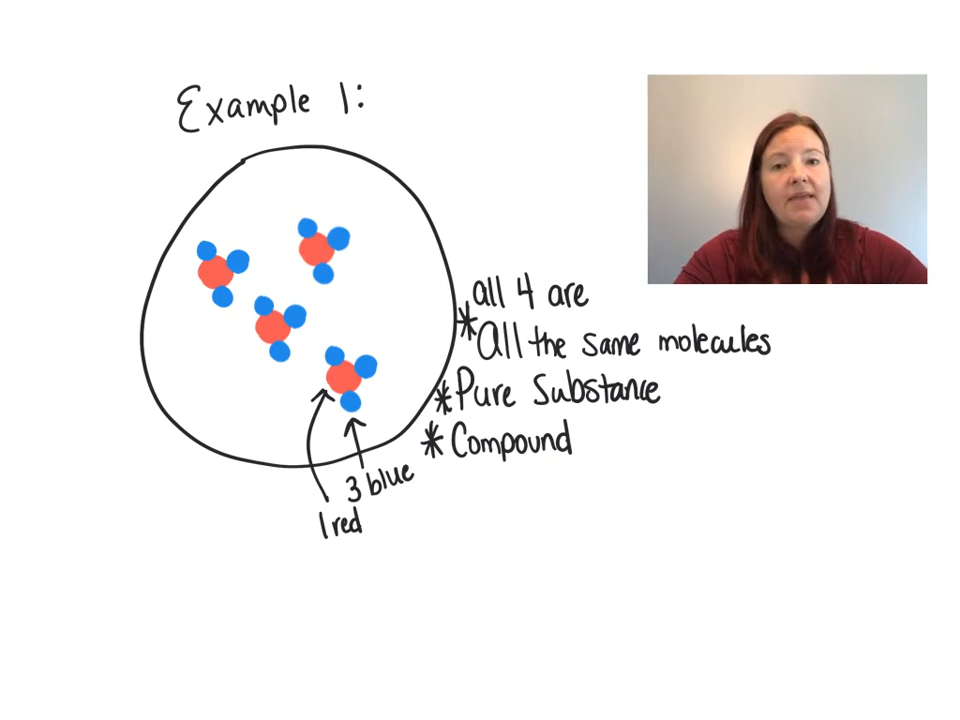 Example 1:
all 4 are
*All the same molecules
*Pure Substance
*Compound
3 blue
1 red